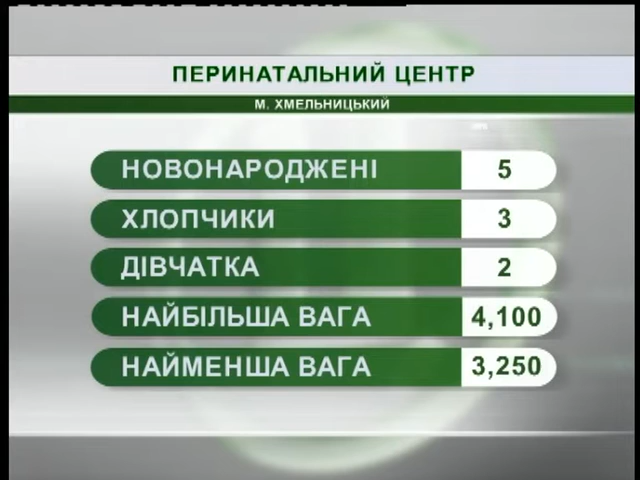 ПЕРИНАТАЛЬНИЙ ЦЕНТР
М. ХМЕЛЬНИЦЬКИЙ
НОВОНАРОДЖЕНІ 5
ХЛОПЧИКИ 3
ДІВЧАТКА 2
НАЙБІЛЬША ВАГА 4,100
НАЙМЕНША ВАГА 3,250